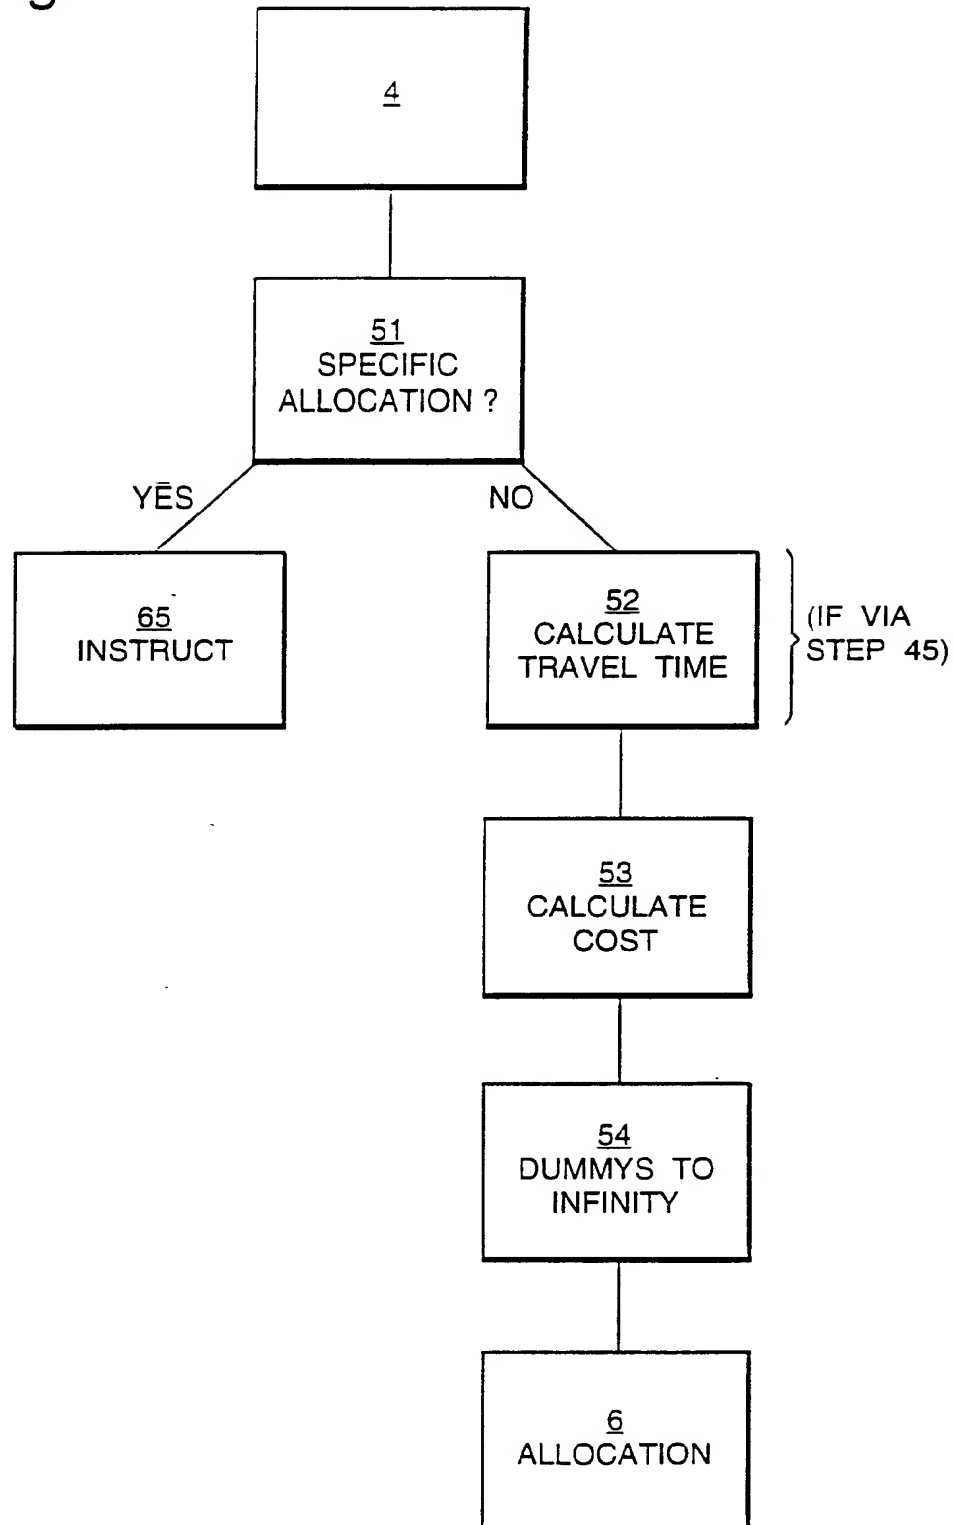 4
51
SPECIFIC
ALLOCATION ?
YES
NO
65
INSTRUCT
52
CALCULATE
TRAVEL TIME
(IF VIA
STEP 45)
53
CALCULATE
COST
54
DUMMYS TO
INFINITY
6
ALLOCATION